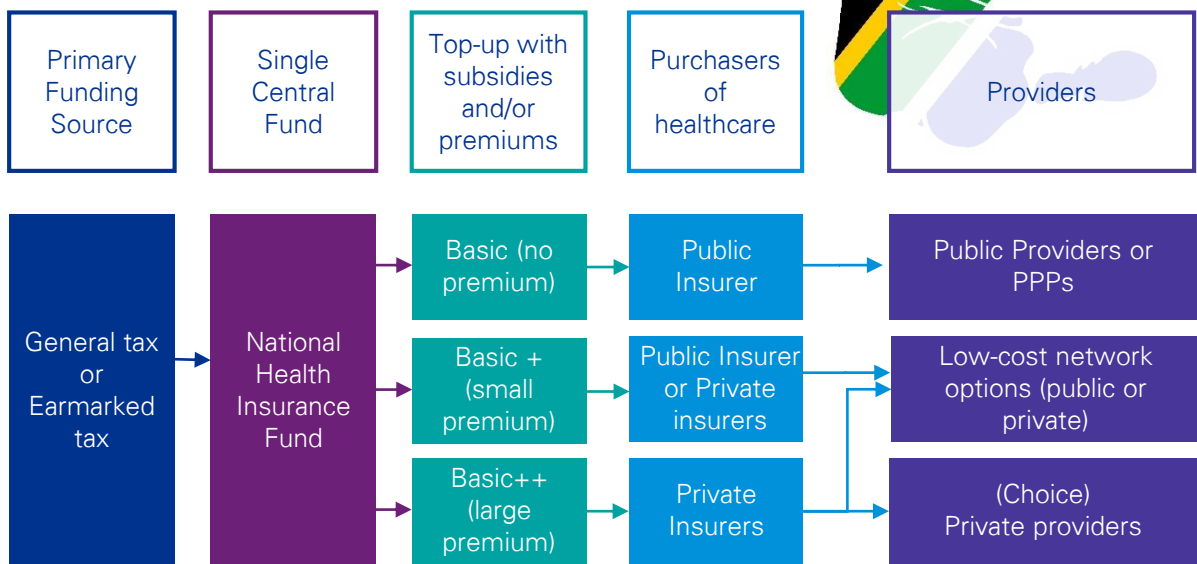 Primary
Funding
Source
Single
Central
Fund
Top-up with
subsidies
and/or
premiums
Purchasers
of
healthcare
Providers
General tax
or
Earmarked
tax
National
Health
Insurance
Fund
Basic (no
premium)
Public
Insurer
Public Providers or
PPPs
Basic +
(small
premium)
Public Insurer
or Private
insurers
Low-cost network
options (public or
private)
Basic++
(large
premium)
Private
Insurers
(Choice)
Private providers